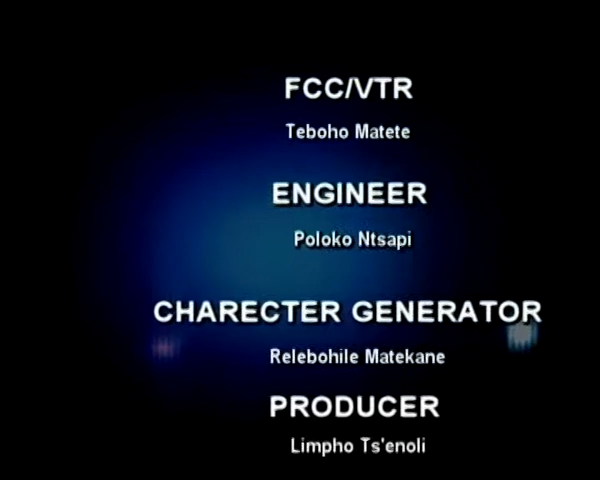 FCC/VTR
Teboho Matete
ENGINEER
Poloko Ntsapi
CHARECTER GENERATOR
Relebohile Matekane
PRODUCER
Limpho Ts'enoli